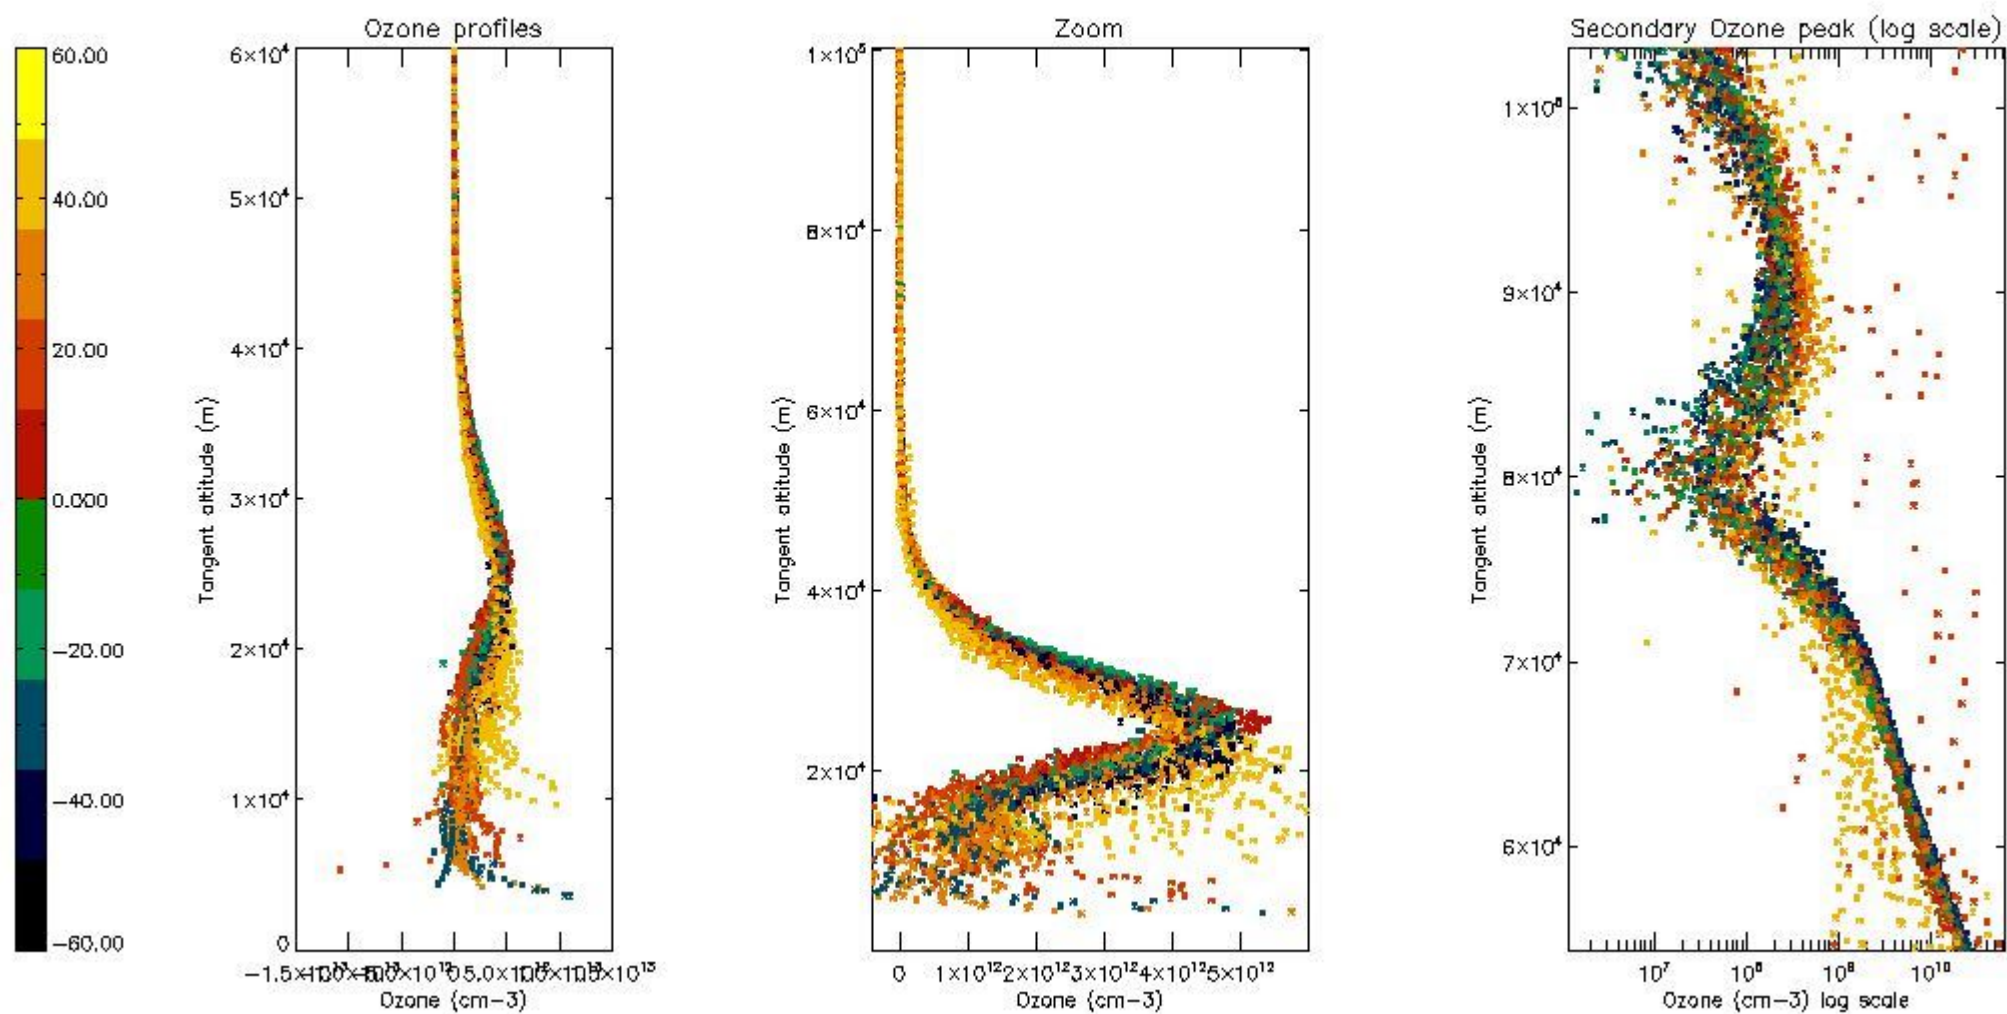 Ozone profiles
Zoom
Secondary Ozone peak (log scale)
60.00
40.00
20.00
0.000
-20.00
-40.00
-60.00
6×10⁴
5×10⁴
4×10⁴
3×10⁴
2×10⁴
1×10⁴
0
Tangent altitude (m)
Ozone (cm-3)
1×10⁵
8×10⁴
6×10⁴
4×10⁴
2×10⁴
Tangent altitude (m)
0 1×10¹² 2×10¹² 3×10¹² 4×10¹² 5×10¹²
Ozone (cm-3)
1×10⁵
9×10⁴
8×10⁴
7×10⁴
6×10⁴
Tangent altitude (m)
10⁷ 10⁸ 10⁹ 10¹⁰
Ozone (cm-3) log scale